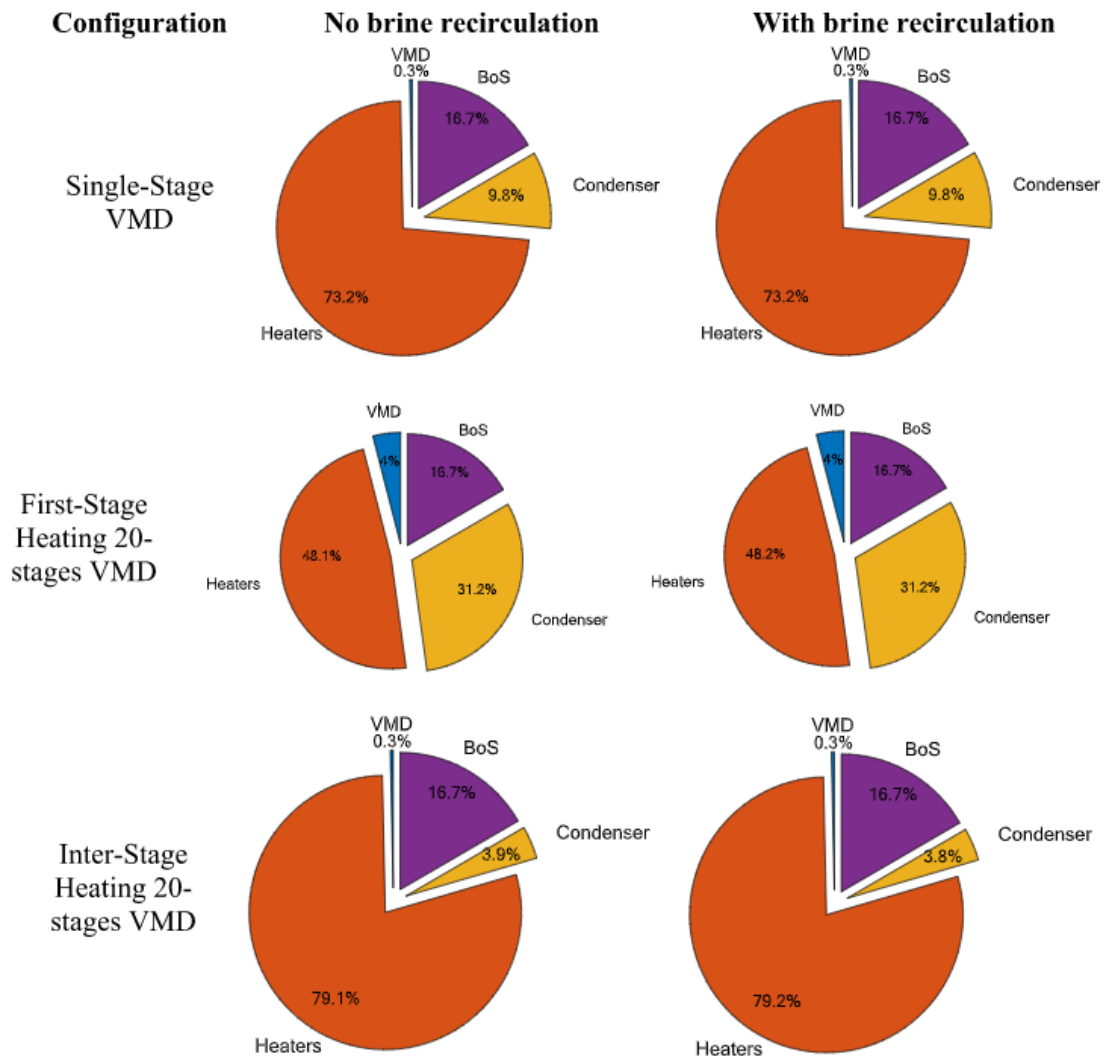 Configuration No brine recirculation With brine recirculation
VMD
0.3%
BoS
16.7%
Condenser
9.8%
73.2%
Heaters
VMD
0.3%
BoS
16.7%
Condenser
9.8%
73.2%
Heaters
Single-Stage
VMD
VMD
4%
BoS
16.7%
48.1%
31.2%
Heaters
Condenser
VMD
4%
BoS
16.7%
48.2%
31.2%
Heaters
Condenser
First-Stage
Heating 20-
stages VMD
VMD
0.3%
BoS
16.7%
Condenser
3.9%
79.1%
Heaters
VMD
0.3%
BoS
16.7%
Condenser
3.8%
79.2%
Heaters
Inter-Stage
Heating 20-
stages VMD